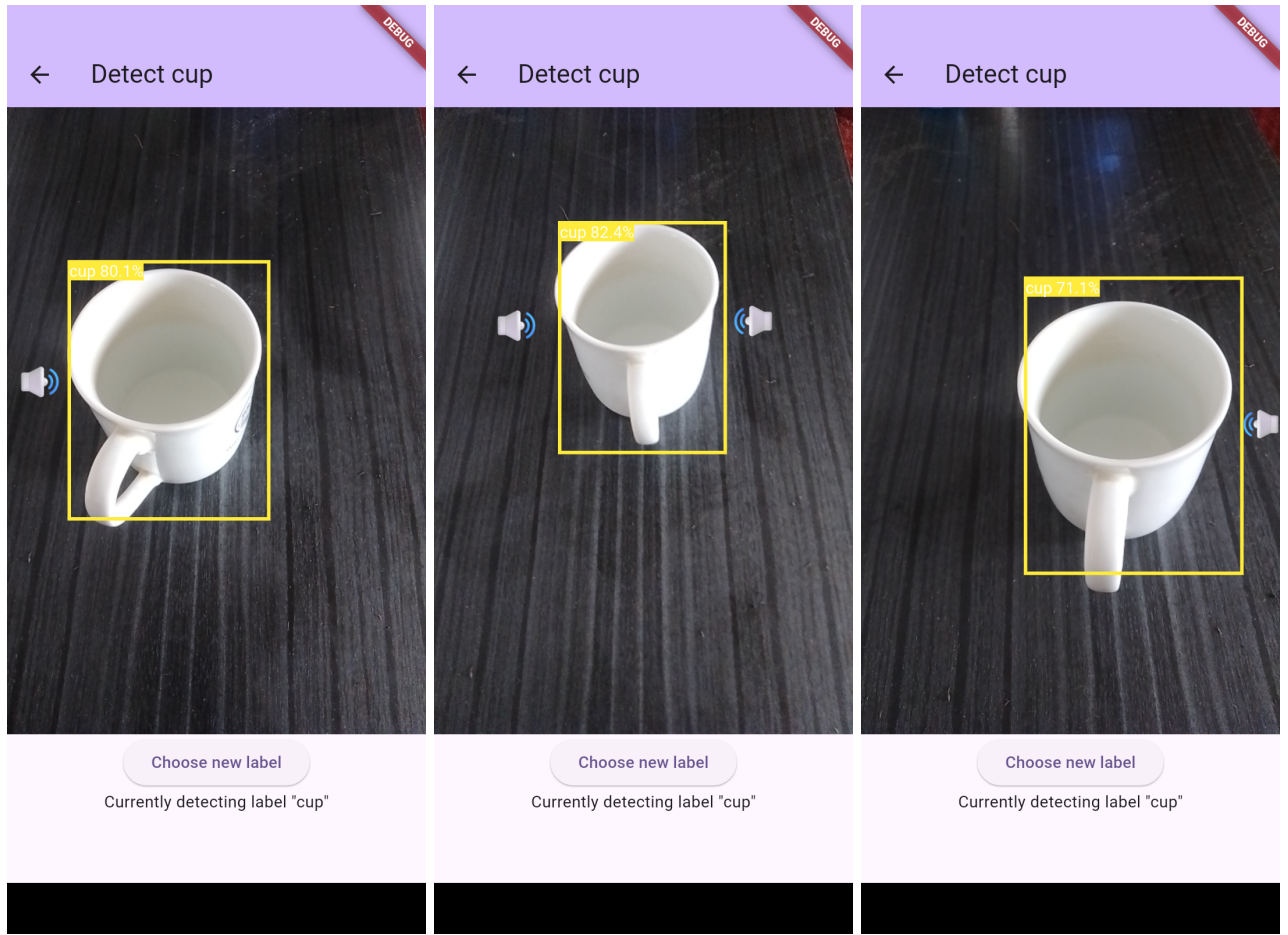 DEBUG
Detect cup
cup 80.1%
Choose new label
Currently detecting label "cup"
DEBUG
Detect cup
cup 82.4%
Choose new label
Currently detecting label "cup"
DEBUG
Detect cup
cup 71.1%
Choose new label
Currently detecting label "cup"